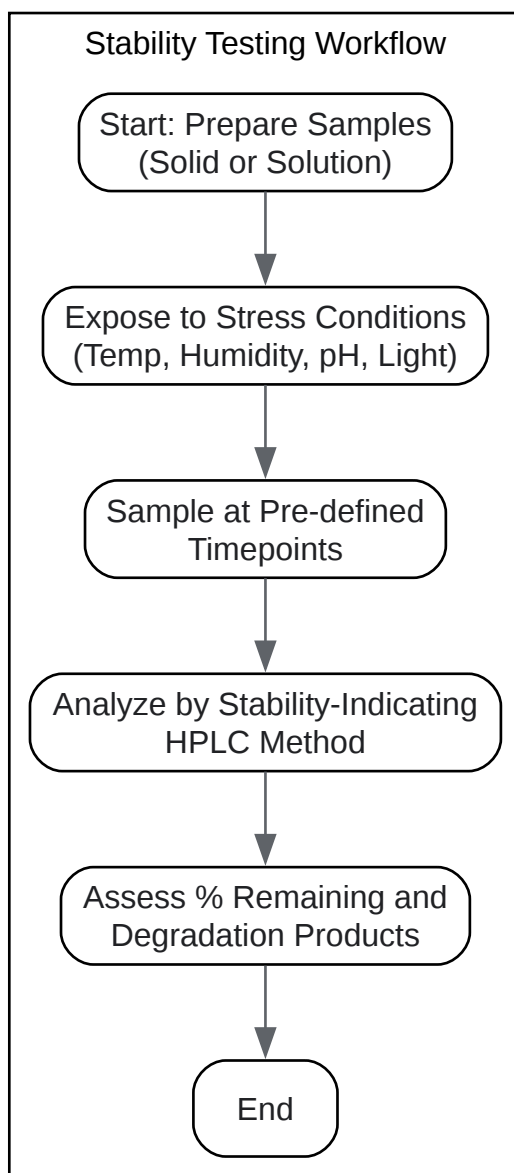 Stability Testing Workflow
Start: Prepare Samples
(Solid or Solution)
Expose to Stress Conditions
(Temp, Humidity, pH, Light)
Sample at Pre-defined
Timepoints
Analyze by Stability-Indicating
HPLC Method
Assess % Remaining and
Degradation Products
End